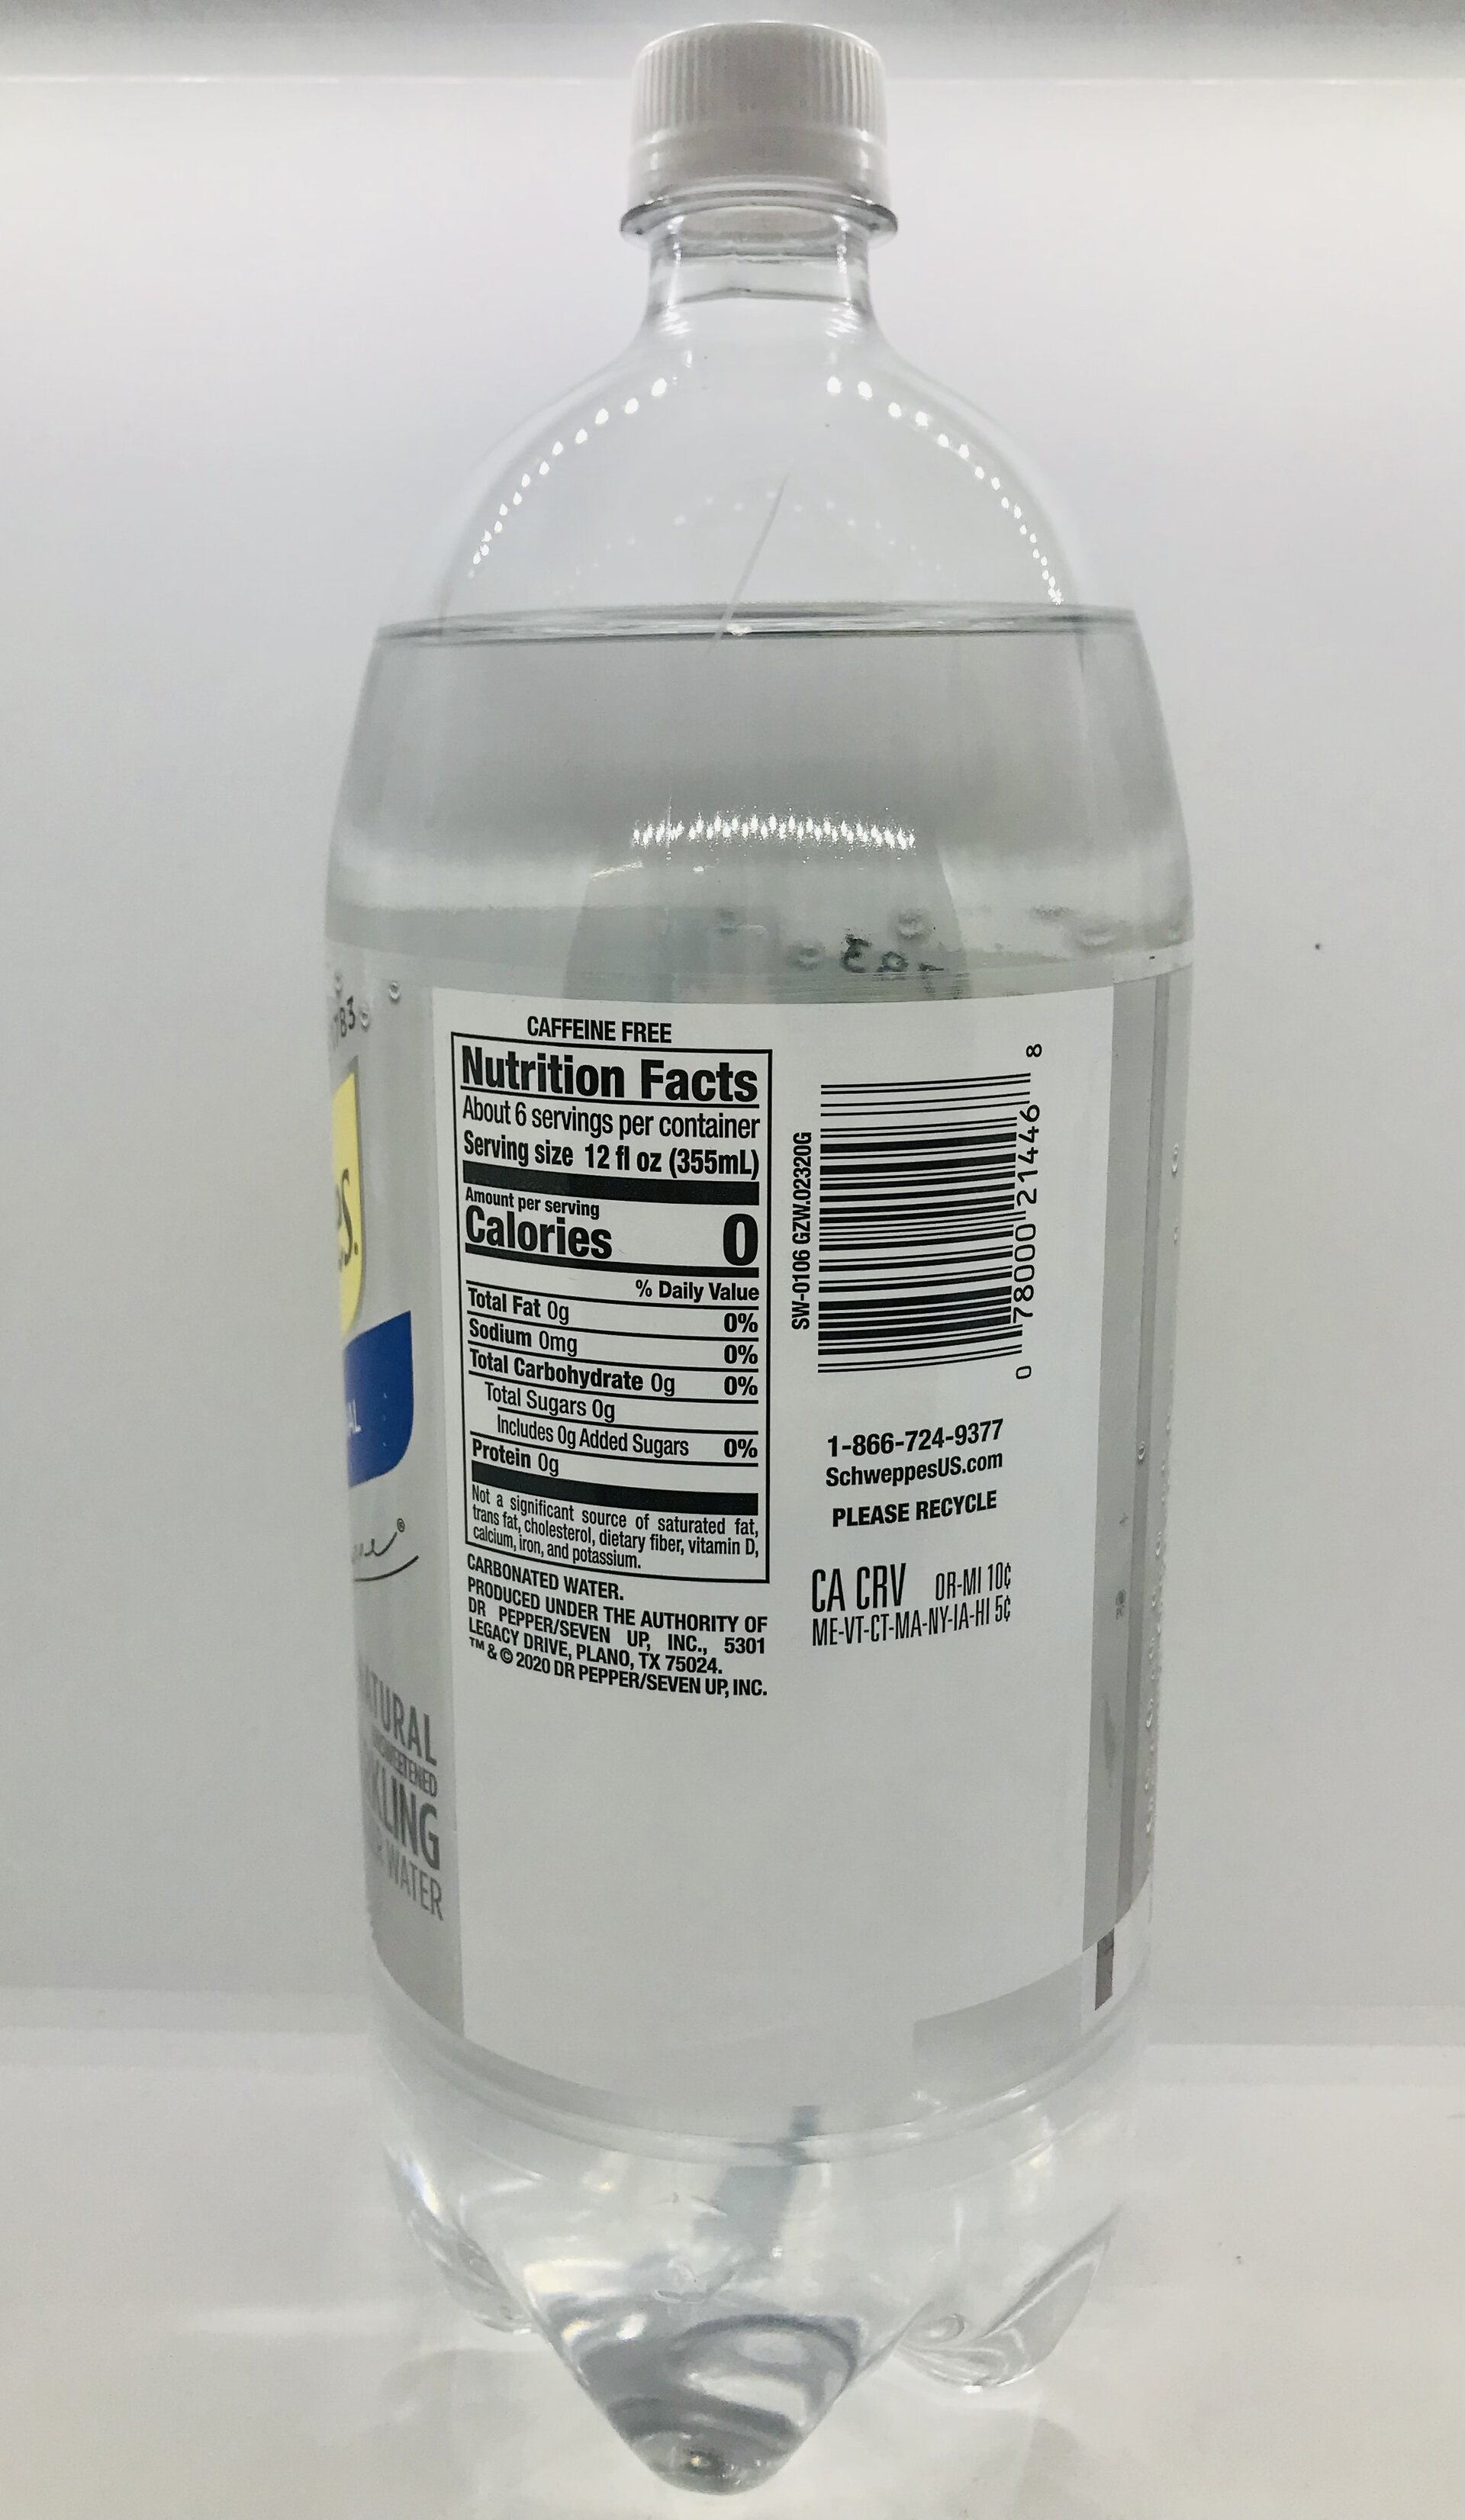 783
CAFFEINE FREE
Nutrition Facts
About 6 servings per container
Serving size 12 fl oz (355mL)
Amount per serving
Calories 0
% Daily Value
Total Fat 0g 0%
Sodium 0mg 0%
Total Carbohydrate 0g 0%
Total Sugars 0g
Includes 0g Added Sugars 0%
Protein 0g
Not a significant source of saturated fat,
trans fat, cholesterol, dietary fiber, vitamin D,
calcium, iron, and potassium.
CARBONATED WATER.
PRODUCED UNDER THE AUTHORITY OF
DR PEPPER/SEVEN UP, INC., 5301
LEGACY DRIVE, PLANO, TX 75024.
™ & © 2020 DR PEPPER/SEVEN UP, INC.
SW-0106 GZW.02320G
0 78000 21446 8
1-866-724-9377
SchweppesUS.com
PLEASE RECYCLE
CA CRV OR-MI 10¢
ME-VT-CT-MA-NY-IA-HI 5¢
ATURAL
KLING
WATER